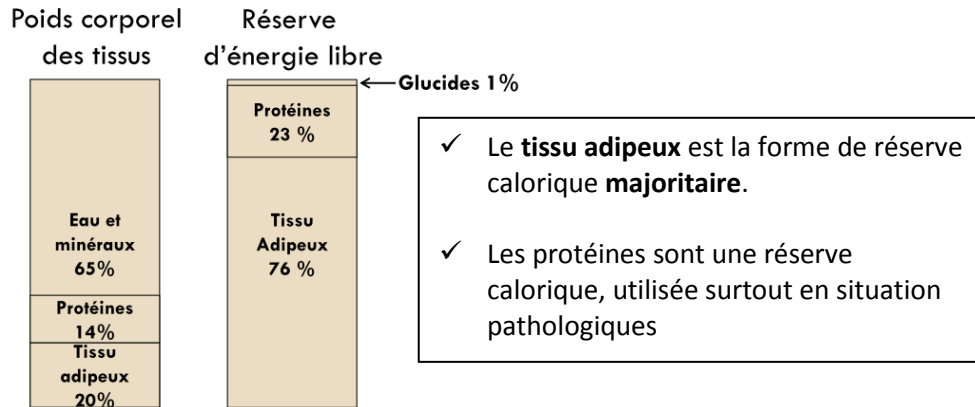 Poids corporel
des tissus
Eau et
minéraux
65%
Protéines
14%
Tissu
adipeux
20%
Réserve
d'énergie libre
Glucides 1%
Protéines
23 %
Tissu
Adipeux
76 %
✓ Le tissu adipeux est la forme de réserve
calorique majoritaire.
✓ Les protéines sont une réserve
calorique, utilisée surtout en situation
pathologiques